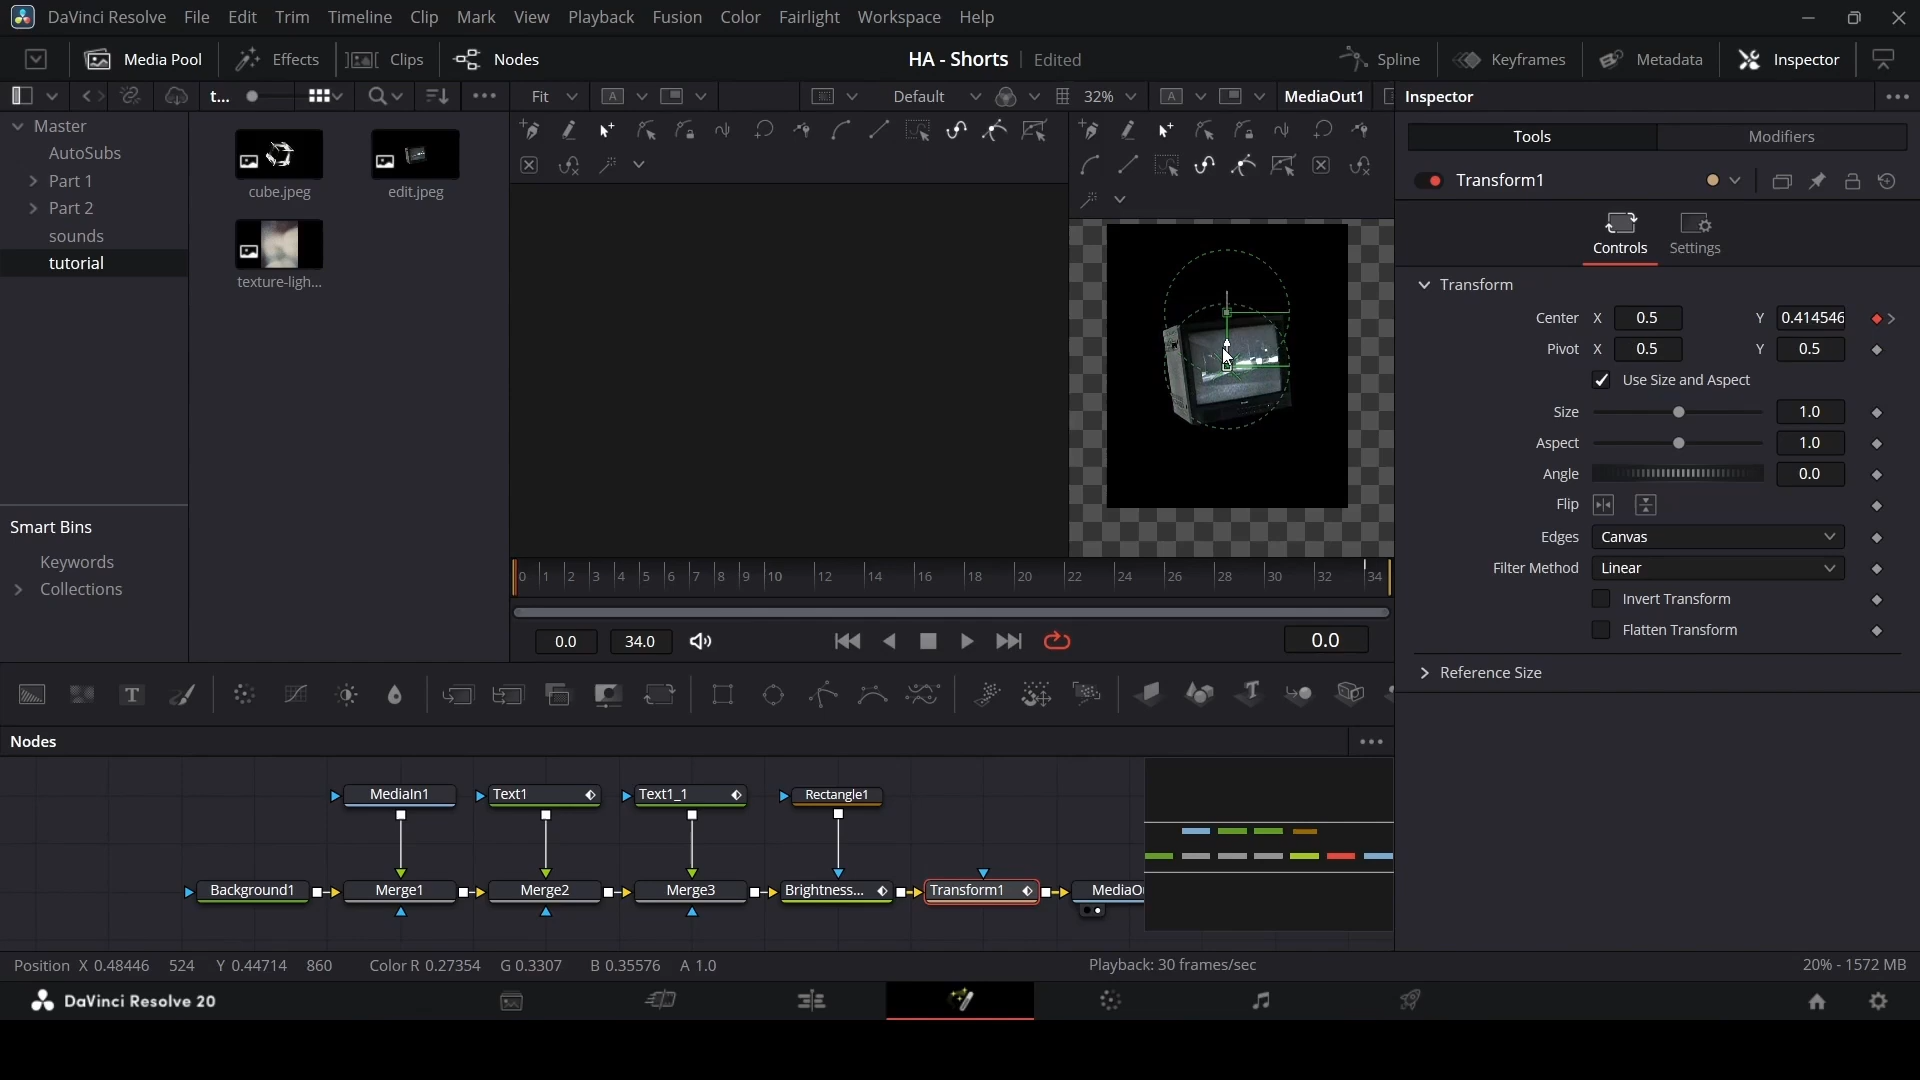 DaVinci Resolve File Edit Trim Timeline Clip Mark View Playback Fusion Color Fairlight Workspace Help
Media Pool Effects Clips Nodes HA - Shorts Edited Spline Keyframes Metadata Inspector
t... Fit Default 32% MediaOut1 Inspector
Master
AutoSubs
Part 1
Part 2
sounds
tutorial
cube.jpeg edit.jpeg
texture-ligh...
Smart Bins
Keywords
Collections
Tools Modifiers
Transform1
Controls Settings
Transform
Center X 0.5 Y 0.414546
Pivot X 0.5 Y 0.5
Use Size and Aspect
Size 1.0
Aspect 1.0
Angle 0.0
Flip
Edges Canvas
Filter Method Linear
Invert Transform
Flatten Transform
Reference Size
0 1 2 3 4 5 6 7 8 9 10 12 14 16 18 20 22 24 26 28 30 32 34
0.0 34.0 0.0
Nodes
MediaIn1 Text1 Text1_1 Rectangle1
Background1 Merge1 Merge2 Merge3 Brightness... Transform1 MediaOu
Position X 0.48446 524 Y 0.44714 860 Color R 0.27354 G 0.3307 B 0.35576 A 1.0 Playback: 30 frames/sec 20% - 1572 MB
DaVinci Resolve 20